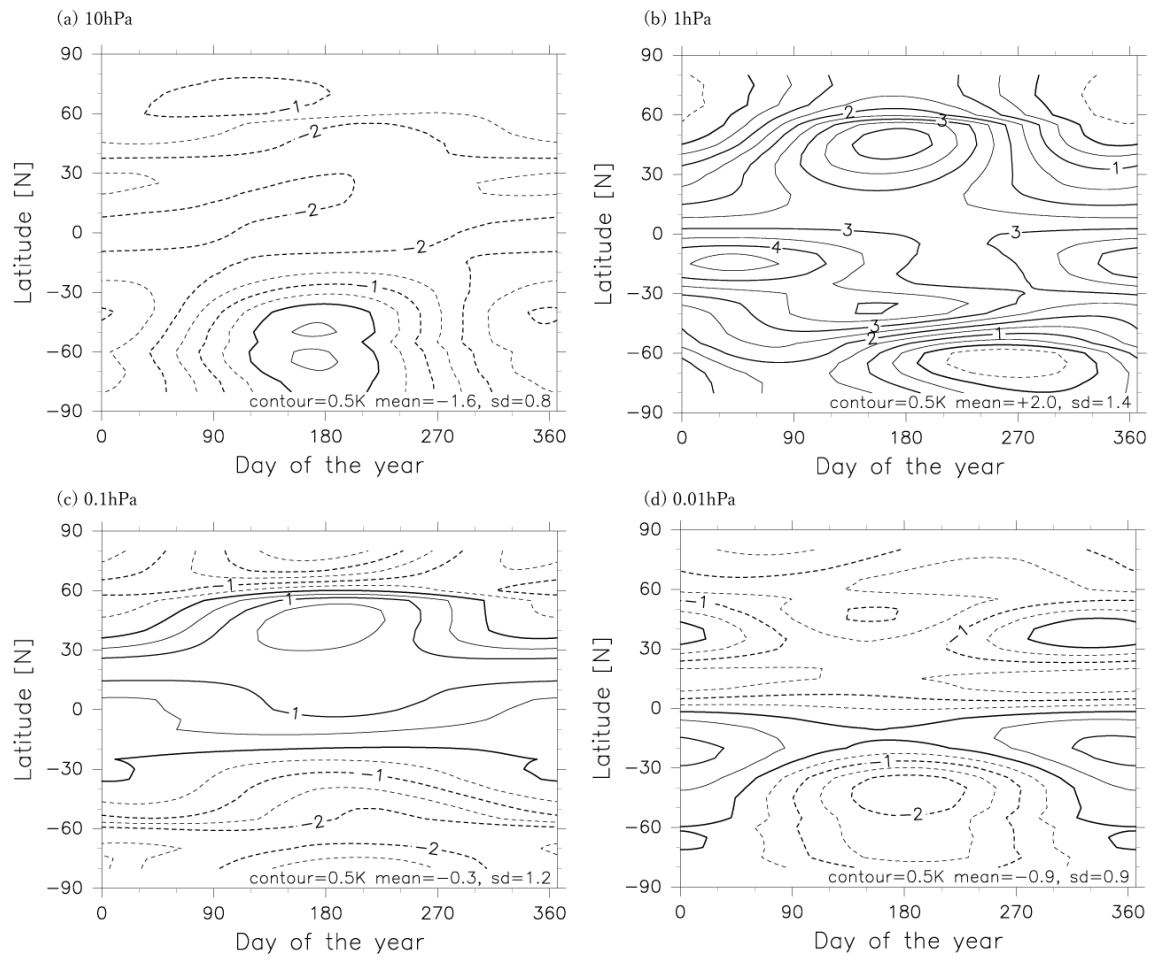 (a) 10hPa
90
60
30
0
−30
−60
−90
Latitude [N]
−1
−2
−2
−2
−1
contour=0.5K mean=−1.6, sd=0.8
0 90 180 270 360
Day of the year
(b) 1hPa
90
60
30
0
−30
−60
−90
Latitude [N]
2
3
1
3
3
4
3
2
1
contour=0.5K mean=+2.0, sd=1.4
0 90 180 270 360
Day of the year
(c) 0.1hPa
90
60
30
0
−30
−60
−90
Latitude [N]
−1
1
1
−1
−2
−2
contour=0.5K mean=−0.3, sd=1.2
0 90 180 270 360
Day of the year
(d) 0.01hPa
90
60
30
0
−30
−60
−90
Latitude [N]
−1
−1
−1
−2
contour=0.5K mean=−0.9, sd=0.9
0 90 180 270 360
Day of the year